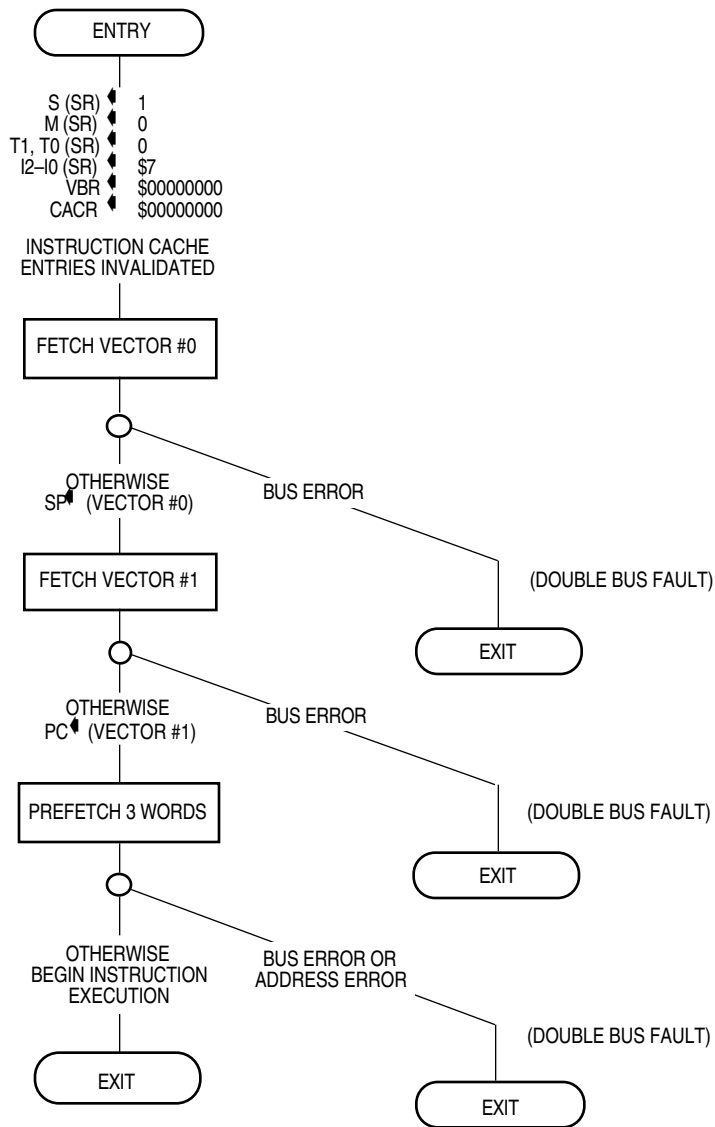 ENTRY
S (SR) 1
M (SR) 0
T1, T0 (SR) 0
I2–I0 (SR) $7
VBR $00000000
CACR $00000000
INSTRUCTION CACHE
ENTRIES INVALIDATED
FETCH VECTOR #0
OTHERWISE
SP (VECTOR #0)
BUS ERROR
FETCH VECTOR #1
(DOUBLE BUS FAULT)
EXIT
OTHERWISE
PC (VECTOR #1)
BUS ERROR
PREFETCH 3 WORDS
(DOUBLE BUS FAULT)
EXIT
OTHERWISE
BEGIN INSTRUCTION
EXECUTION
BUS ERROR OR
ADDRESS ERROR
(DOUBLE BUS FAULT)
EXIT
EXIT